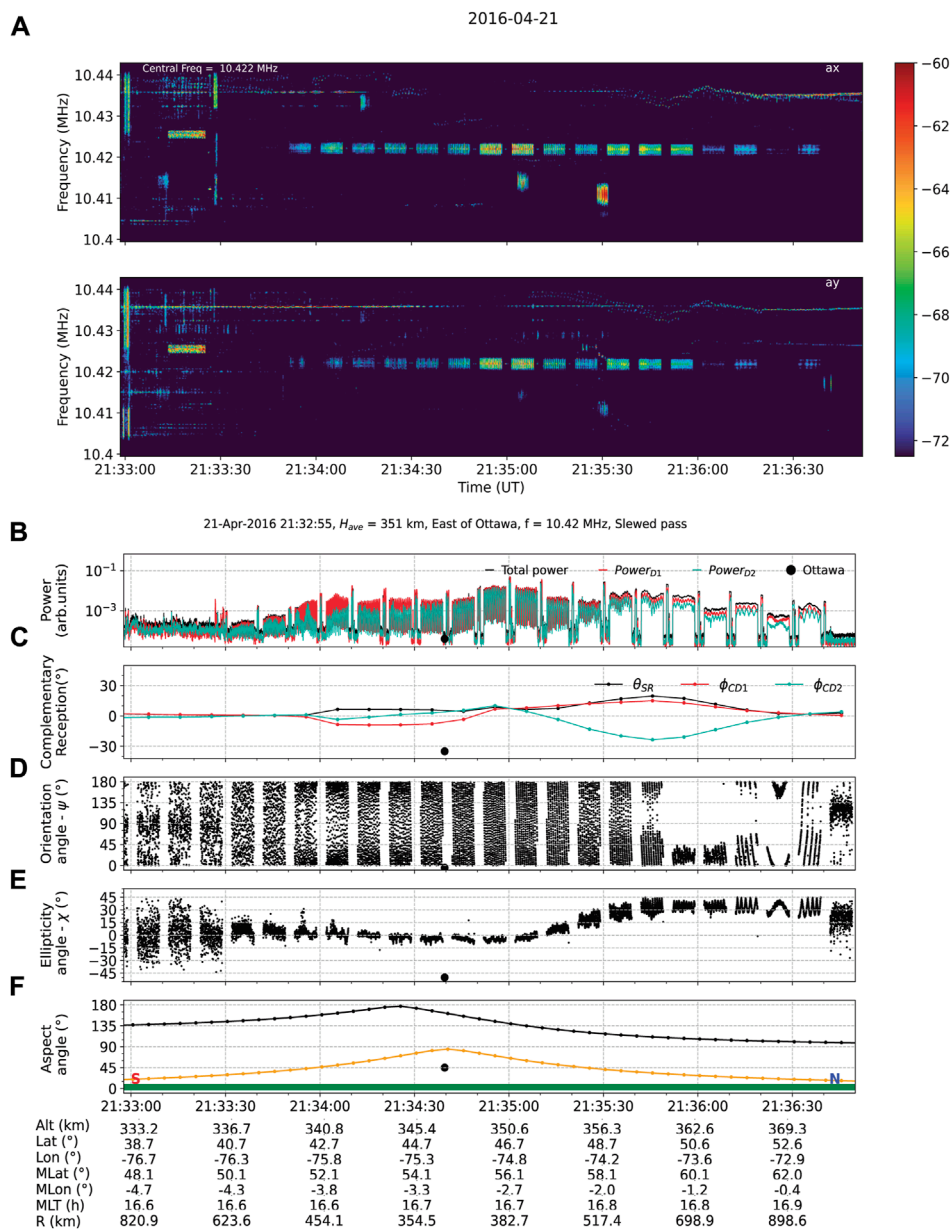 2016-04-21
A
Central Freq = 10.422 MHz
ax
10.44
10.43
10.42
10.41
10.4
Frequency (MHz)
ay
10.44
10.43
10.42
10.41
10.4
Frequency (MHz)
21:33:00 21:33:30 21:34:00 21:34:30 21:35:00 21:35:30 21:36:00 21:36:30
Time (UT)
−60
−62
−64
−66
−68
−70
−72
B
21-Apr-2016 21:32:55, Have = 351 km, East of Ottawa, f = 10.42 MHz, Slewed pass
Total power PowerD1 PowerD2 Ottawa
10−1
10−3
Power
(arb.units)
C
θSR ϕCD1 ϕCD2
30
0
−30
Complementary
Reception(°)
D
180
135
90
45
0
Orientation
angle - ψ (°)
E
45
30
15
0
−15
−30
−45
Ellipticity
angle - χ (°)
F
180
135
90
45
0
Aspect
angle (°)
S
N
21:33:00 21:33:30 21:34:00 21:34:30 21:35:00 21:35:30 21:36:00 21:36:30
Alt (km) 333.2 336.7 340.8 345.4 350.6 356.3 362.6 369.3
Lat (°) 38.7 40.7 42.7 44.7 46.7 48.7 50.6 52.6
Lon (°) -76.7 -76.3 -75.8 -75.3 -74.8 -74.2 -73.6 -72.9
MLat (°) 48.1 50.1 52.1 54.1 56.1 58.1 60.1 62.0
MLon (°) -4.7 -4.3 -3.8 -3.3 -2.7 -2.0 -1.2 -0.4
MLT (h) 16.6 16.6 16.6 16.7 16.7 16.8 16.8 16.9
R (km) 820.9 623.6 454.1 354.5 382.7 517.4 698.9 898.6